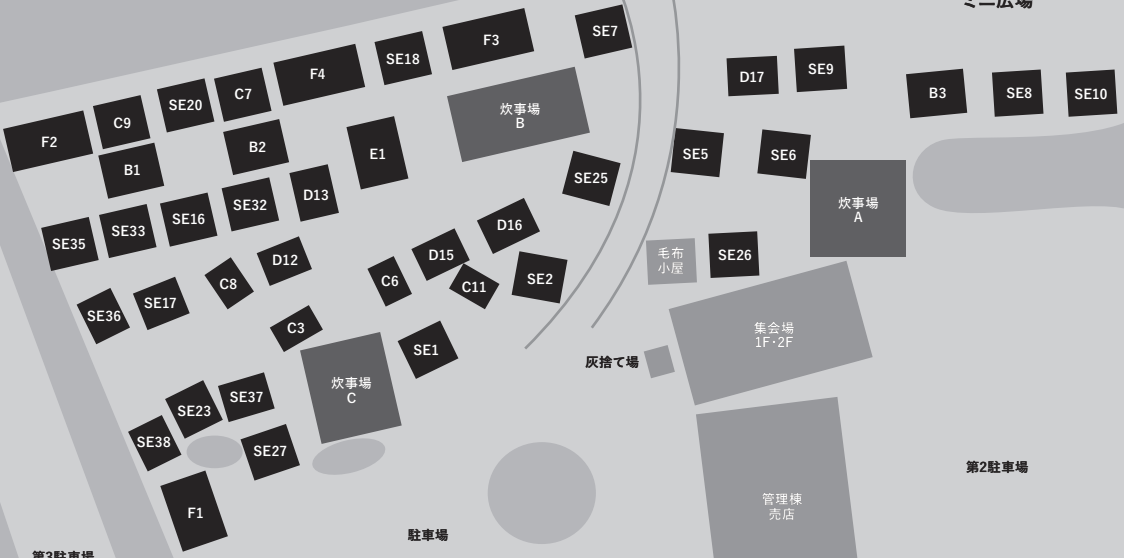 ミニ広場
F3
SE7
SE18
F4
C7
SE20
C9
F2
B1
B2
E1
炊事場
B
D17
SE9
B3
SE8
SE10
SE5
SE6
SE25
炊事場
A
D13
SE32
SE16
SE33
SE35
D16
D15
C6
C11
SE2
毛布
小屋
SE26
D12
C8
SE17
SE36
C3
SE1
集会場
1F・2F
灰捨て場
炊事場
C
SE37
SE23
SE38
SE27
F1
第2駐車場
管理棟
売店
駐車場
第3駐車場